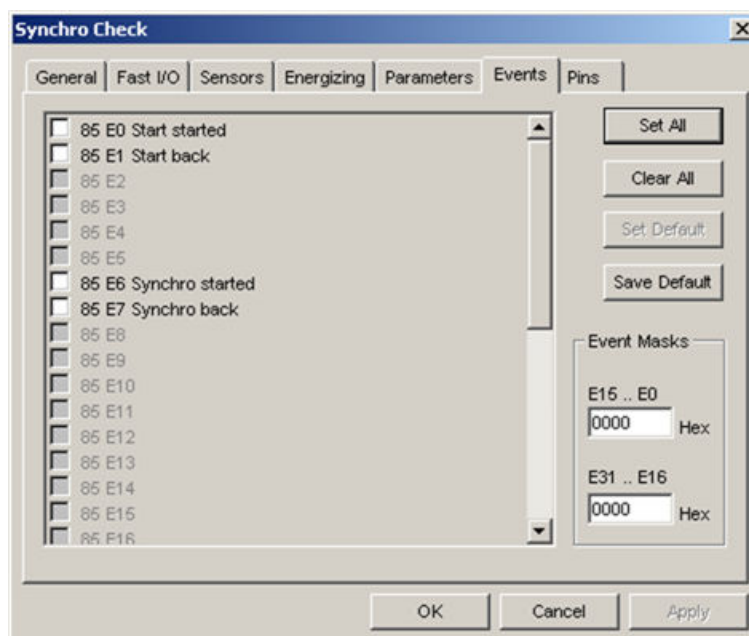 Synchro Check
General Fast I/O Sensors Energizing Parameters Events Pins
85 E0 Start started
85 E1 Start back
85 E2
85 E3
85 E4
85 E5
85 E6 Synchro started
85 E7 Synchro back
85 E8
85 E9
85 E10
85 E11
85 E12
85 E13
85 E14
85 E15
85 E16
Set All
Clear All
Set Default
Save Default
Event Masks
E15 .. E0
0000 Hex
E31 .. E16
0000 Hex
OK Cancel Apply